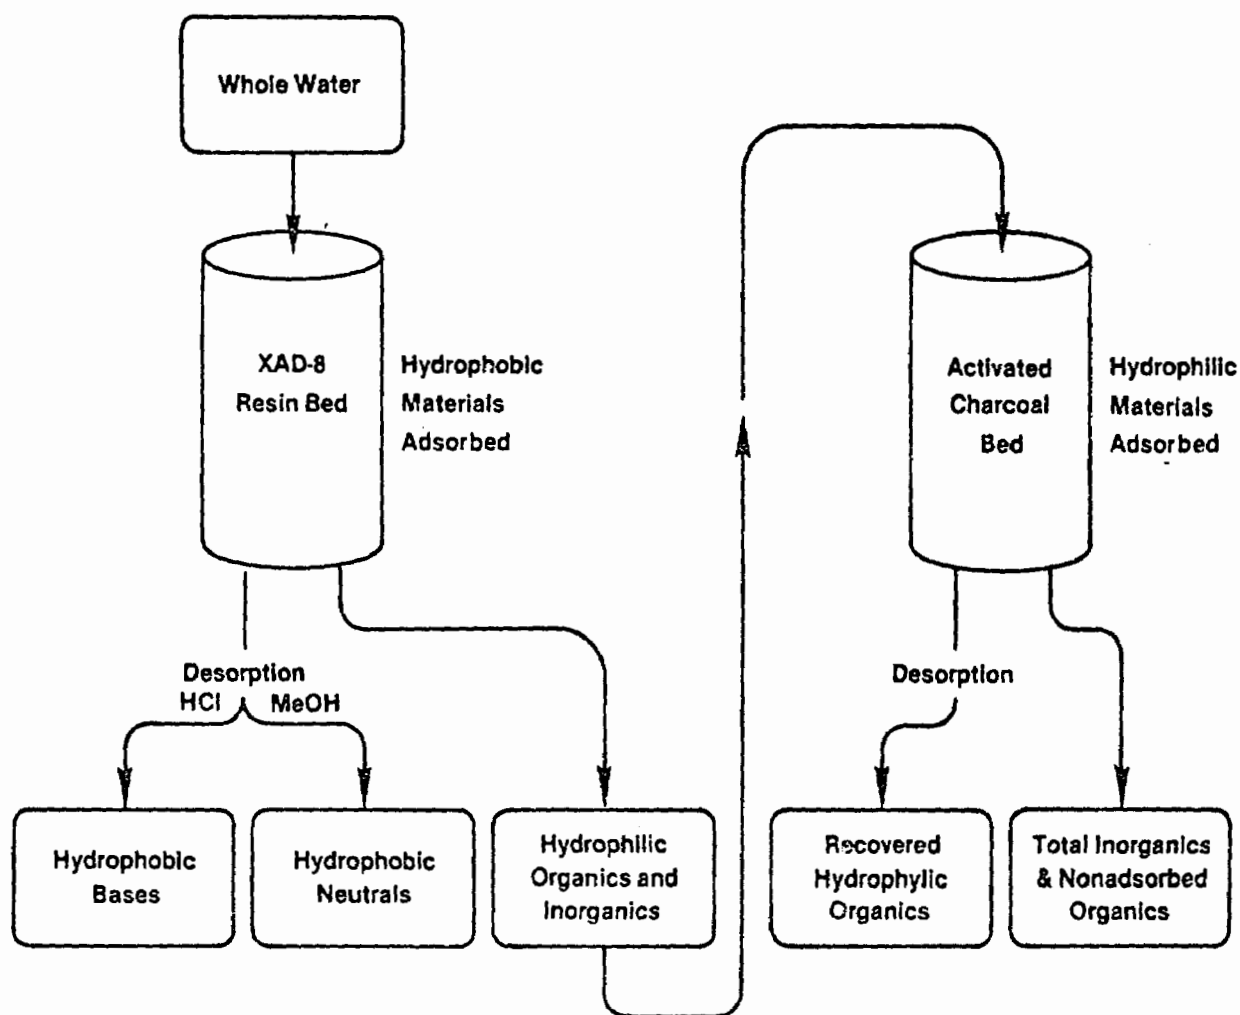 Whole Water
XAD-8
Resin Bed
Hydrophobic
Materials
Adsorbed
Desorption
HCl MeOH
Hydrophobic
Bases
Hydrophobic
Neutrals
Hydrophilic
Organics and
Inorganics
Activated
Charcoal
Bed
Hydrophilic
Materials
Adsorbed
Desorption
Recovered
Hydrophylic
Organics
Total Inorganics
& Nonadsorbed
Organics